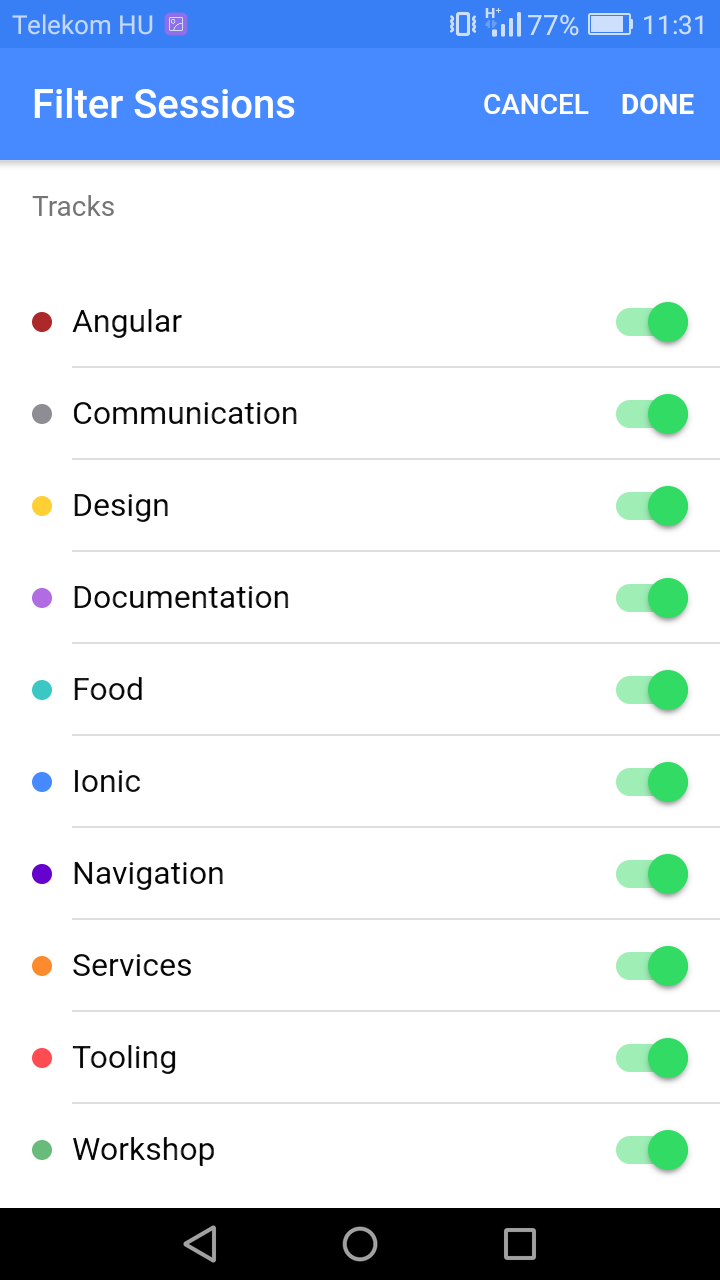 Telekom HU H+ 77% 11:31
Filter Sessions CANCEL DONE
Tracks
Angular
Communication
Design
Documentation
Food
Ionic
Navigation
Services
Tooling
Workshop